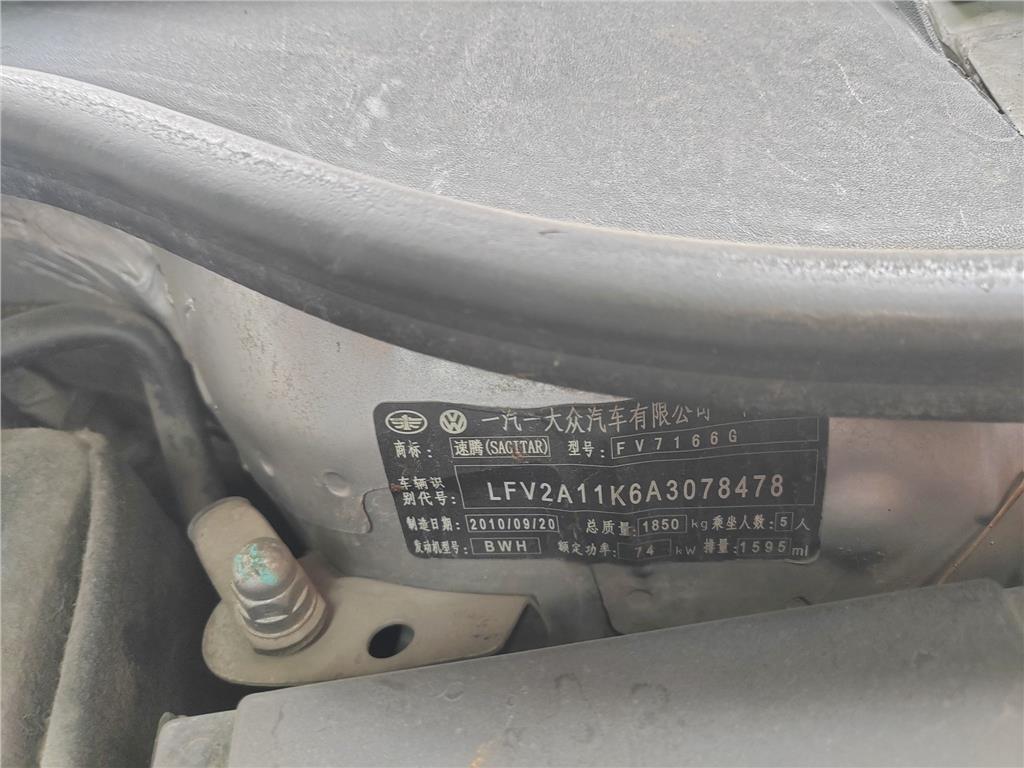 一汽一大众汽车有限公司
商标: 速腾(SAGITAR) 型号: FV7166G
车辆识
别代号: LFV2A11K6A3078478
制造日期: 2010/09/20 总质量: 1850 kg 乘坐人数: 5 人
发动机型号: BWH 额定功率: 74 kW 排量: 1595 ml